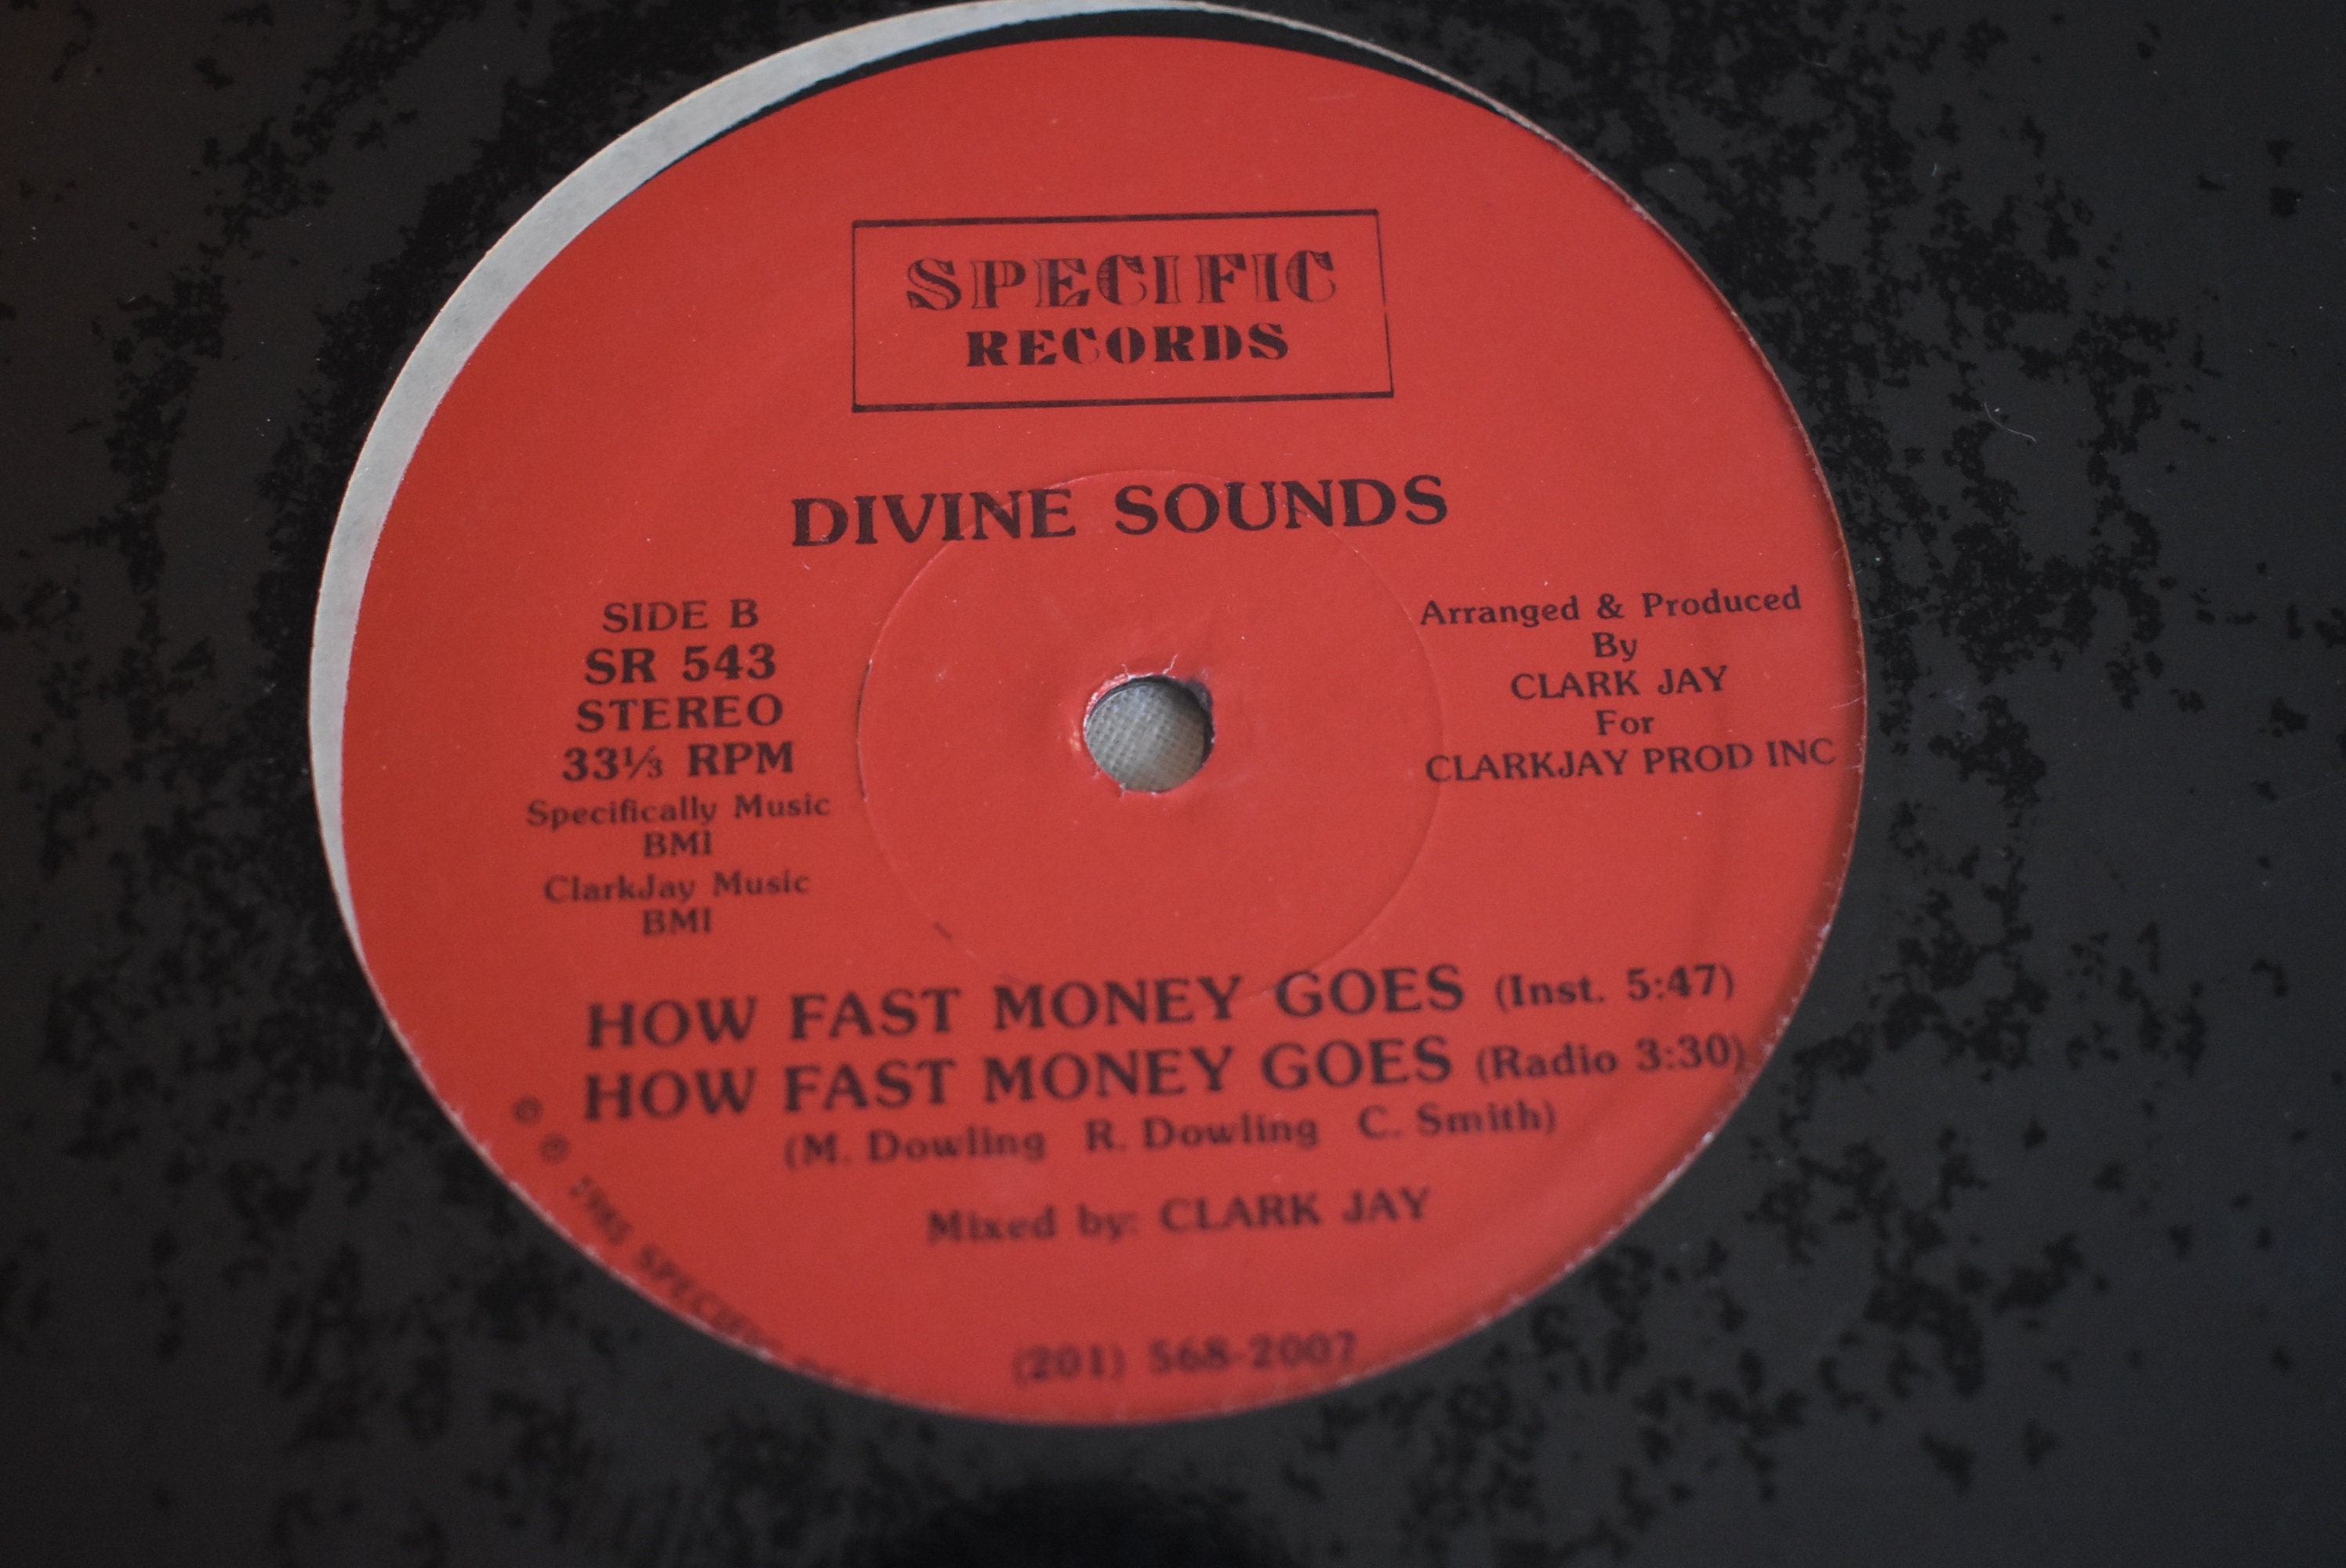 SPECIFIC
RECORDS
DIVINE SOUNDS
SIDE B
SR 543
STEREO
33⅓ RPM
Specifically Music
BMI
ClarkJay Music
BMI
Arranged & Produced
By
CLARK JAY
For
CLARKJAY PROD INC
HOW FAST MONEY GOES (Inst. 5:47)
HOW FAST MONEY GOES (Radio 3:30)
(M. Dowling R. Dowling C. Smith)
Mixed by: CLARK JAY
(201) 568-2007
1985 SPECIFIC